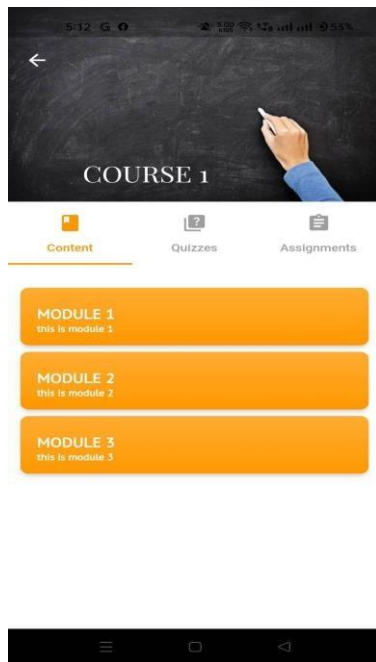 5:12 G
55%
COURSE 1
Content Quizzes Assignments
MODULE 1
this is module 1
MODULE 2
this is module 2
MODULE 3
this is module 3